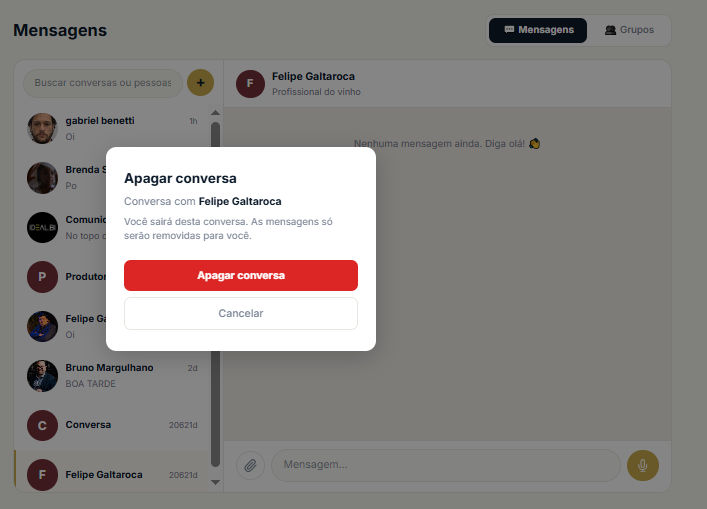 Mensagens
Mensagens
Grupos
Buscar conversas ou pessoas
+
F
Felipe Galtaroca
Profissional do vinho
gabriel benetti
1h
Oi
Nenhuma mensagem ainda. Diga olá! 👋
Brenda S
Po
Comunic
No topo d
IDEAL.BI
P
Produtor
Felipe Ga
Oi
Apagar conversa
Conversa com Felipe Galtaroca
Você sairá desta conversa. As mensagens só
serão removidas para você.
Apagar conversa
Cancelar
Bruno Margulhano
2d
BOA TARDE
C
Conversa
20621d
F
Felipe Galtaroca
20621d
Mensagem...